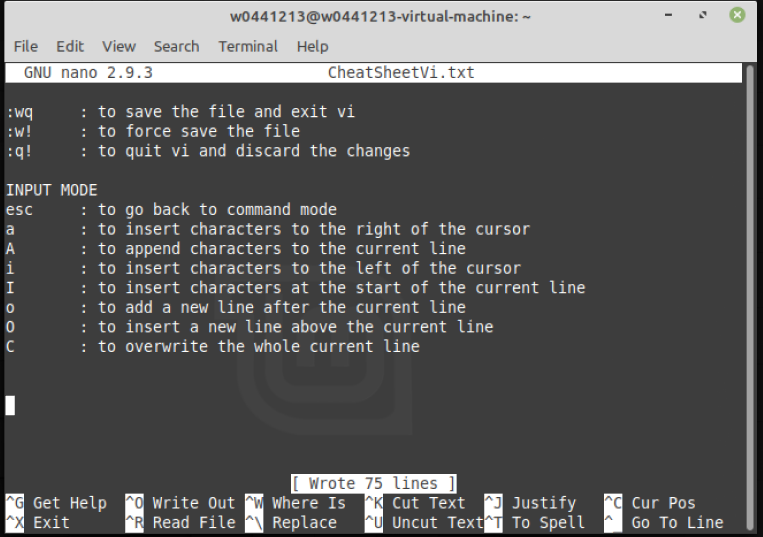 w0441213@w0441213-virtual-machine: ~
File Edit View Search Terminal Help
GNU nano 2.9.3 CheatSheetVi.txt
:wq : to save the file and exit vi
:w! : to force save the file
:q! : to quit vi and discard the changes
INPUT MODE
esc : to go back to command mode
a : to insert characters to the right of the cursor
A : to append characters to the current line
i : to insert characters to the left of the cursor
I : to insert characters at the start of the current line
o : to add a new line after the current line
O : to insert a new line above the current line
C : to overwrite the whole current line
[ Wrote 75 lines ]
^G Get Help ^O Write Out ^W Where Is ^K Cut Text ^J Justify ^C Cur Pos
^X Exit ^R Read File ^\ Replace ^U Uncut Text ^T To Spell ^_ Go To Line